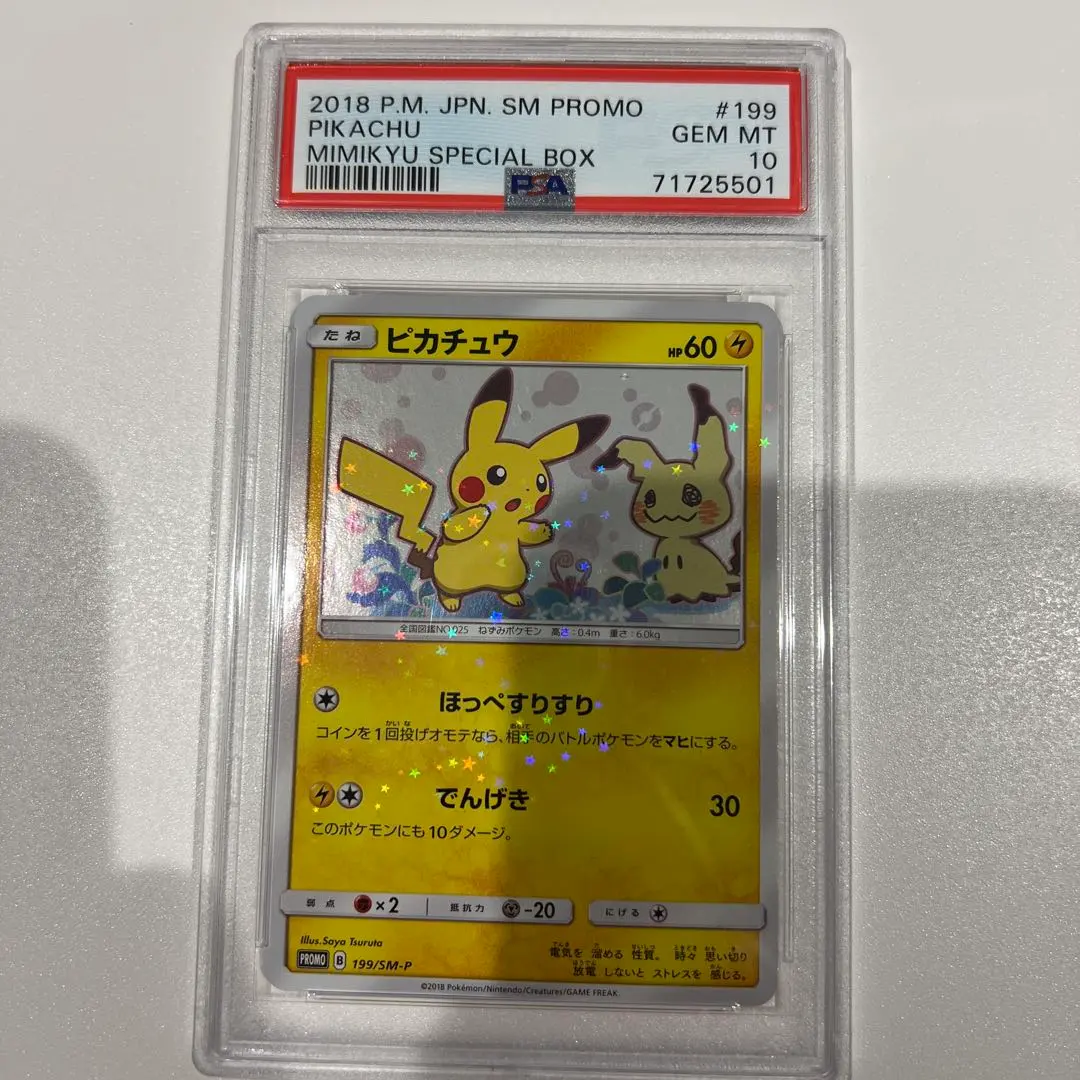 2018 P.M. JPN. SM PROMO #199
PIKACHU GEM MT
MIMIKYU SPECIAL BOX 10
PSA 71725501
たね ピカチュウ HP60
全国図鑑NO.025 ねずみポケモン 高さ:0.4m 重さ:6.0kg
ほっぺすりすり
コインを1回投げオモテなら、相手のバトルポケモンをマヒにする。
でんげき 30
このポケモンにも10ダメージ。
弱点 ×2 抵抗力 -20 にげる
Illus.Saya Tsuruta
電気を 溜める 性質。 時々 思い切り
PROMO B 199/SM-P
放電 しないと ストレスを 感じる。
©2018 Pokémon/Nintendo/Creatures/GAME FREAK.